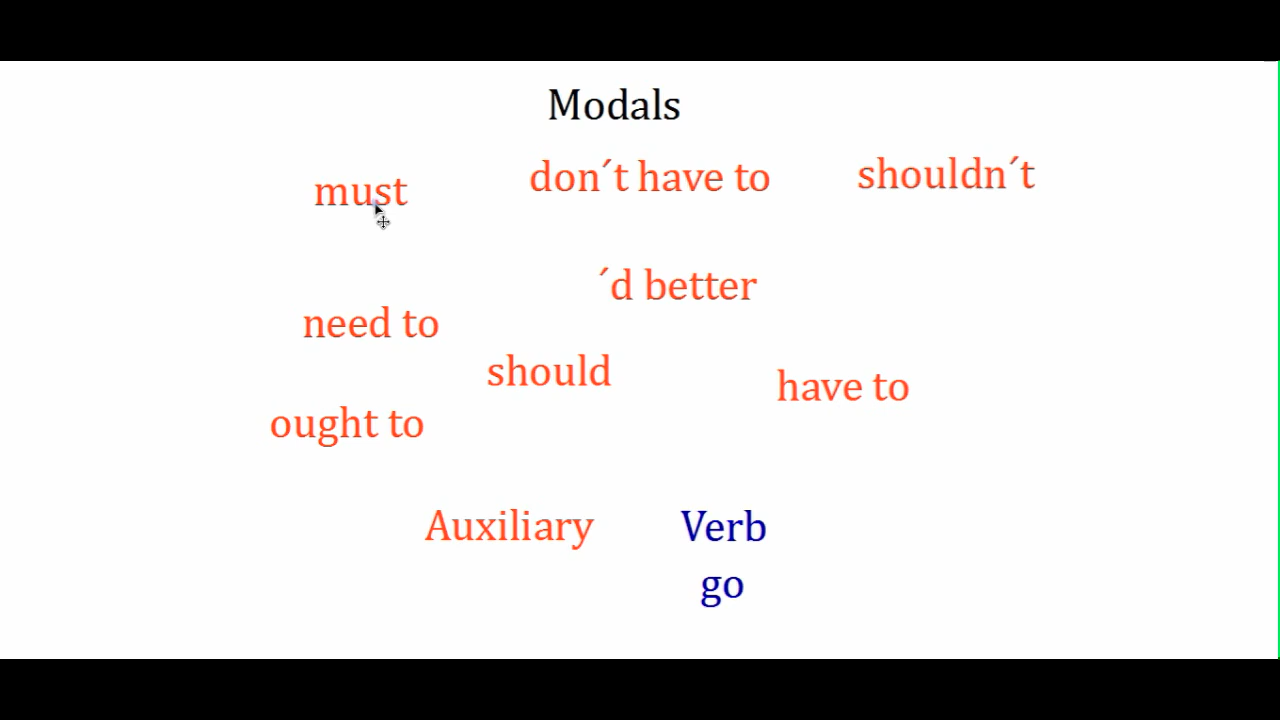 Modals
must
don´t have to
shouldn´t
´d better
need to
should
have to
ought to
Auxiliary
Verb
go